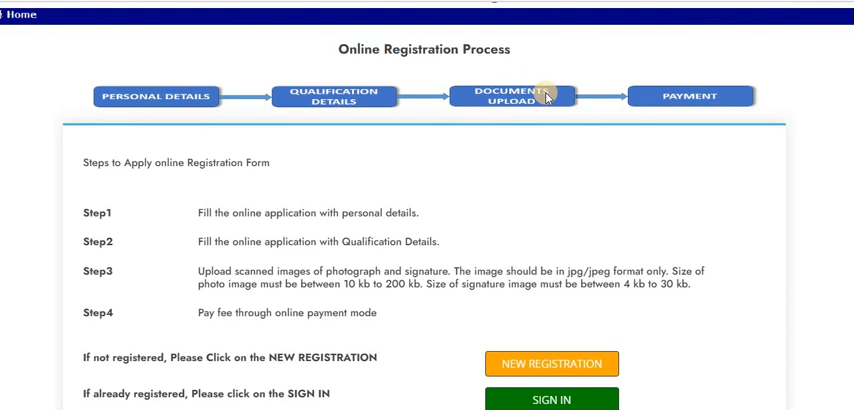 Home
Online Registration Process
PERSONAL DETAILS
QUALIFICATION
DETAILS
DOCUMENTS
UPLOAD
PAYMENT
Steps to Apply online Registration Form
Step1 Fill the online application with personal details.
Step2 Fill the online application with Qualification Details.
Step3 Upload scanned images of photograph and signature. The image should be in jpg/jpeg format only. Size of
photo image must be between 10 kb to 200 kb. Size of signature image must be between 4 kb to 30 kb.
Step4 Pay fee through online payment mode
If not registered, Please Click on the NEW REGISTRATION NEW REGISTRATION
If already registered, Please click on the SIGN IN SIGN IN